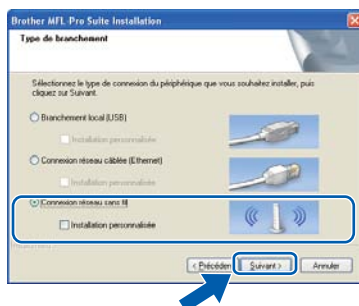 Brother MFL-Pro Suite Installation
Type de branchement
Sélectionnez le type de connexion du périphérique que vous souhaitez installer, puis
cliquez sur Suivant.
Branchement local (USB)
Installation personnalisée
Connexion réseau câblée (Ethernet)
Installation personnalisée
Connexion réseau sans fil
Installation personnalisée
< Précéden
Suivant >
Annuler